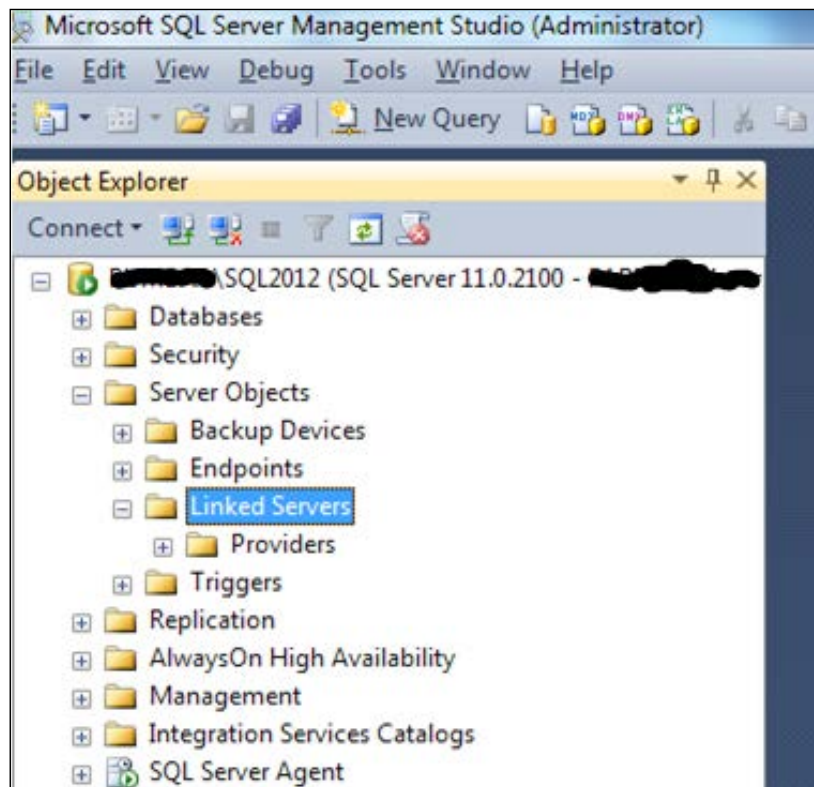 Microsoft SQL Server Management Studio (Administrator)
File Edit View Debug Tools Window Help
New Query
Object Explorer
Connect
\SQL2012 (SQL Server 11.0.2100 -
Databases
Security
Server Objects
Backup Devices
Endpoints
Linked Servers
Providers
Triggers
Replication
AlwaysOn High Availability
Management
Integration Services Catalogs
SQL Server Agent